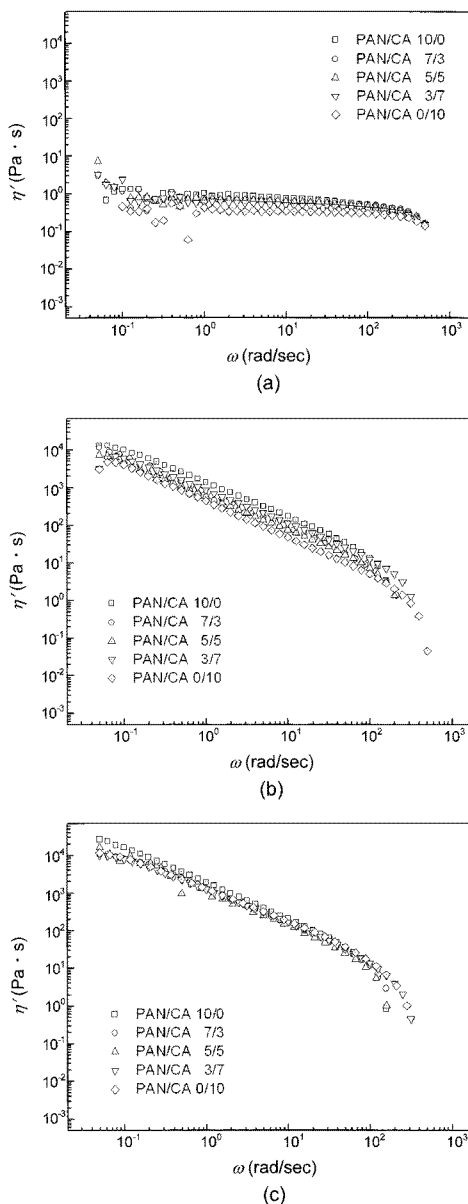 10⁴
10³
10²
10¹
10⁰
10⁻¹
10⁻²
10⁻³
η′ (Pa · s)
PAN/CA 10/0
PAN/CA 7/3
PAN/CA 5/5
PAN/CA 3/7
PAN/CA 0/10
10⁻¹ 10⁰ 10¹ 10² 10³
ω (rad/sec)
(a)
10⁴
10³
10²
10¹
10⁰
10⁻¹
10⁻²
10⁻³
η′ (Pa · s)
PAN/CA 10/0
PAN/CA 7/3
PAN/CA 5/5
PAN/CA 3/7
PAN/CA 0/10
10⁻¹ 10⁰ 10¹ 10² 10³
ω (rad/sec)
(b)
10⁴
10³
10²
10¹
10⁰
10⁻¹
10⁻²
10⁻³
η′ (Pa · s)
PAN/CA 10/0
PAN/CA 7/3
PAN/CA 5/5
PAN/CA 3/7
PAN/CA 0/10
10⁻¹ 10⁰ 10¹ 10² 10³
ω (rad/sec)
(c)